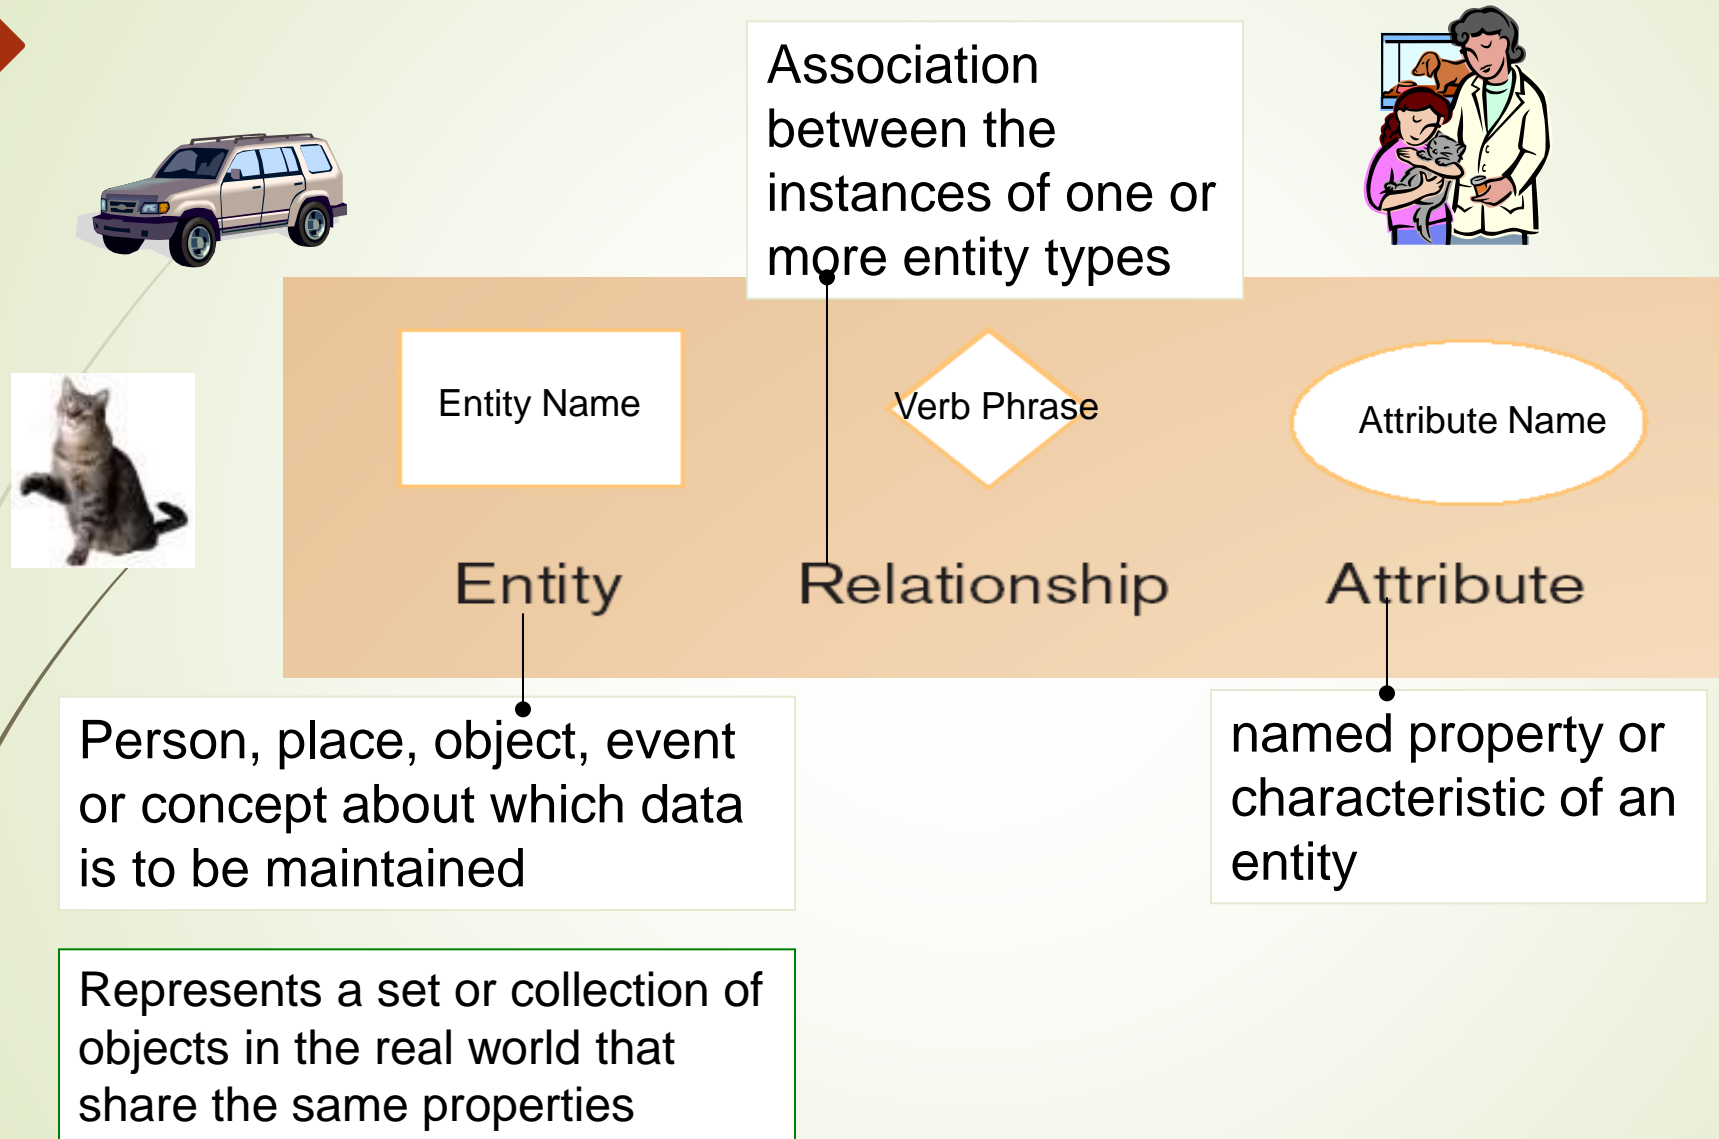 Association
between the
instances of one or
more entity types
Entity Name
Verb Phrase
Attribute Name
Entity
Relationship
Attribute
Person, place, object, event
or concept about which data
is to be maintained
named property or
characteristic of an
entity
Represents a set or collection of
objects in the real world that
share the same properties